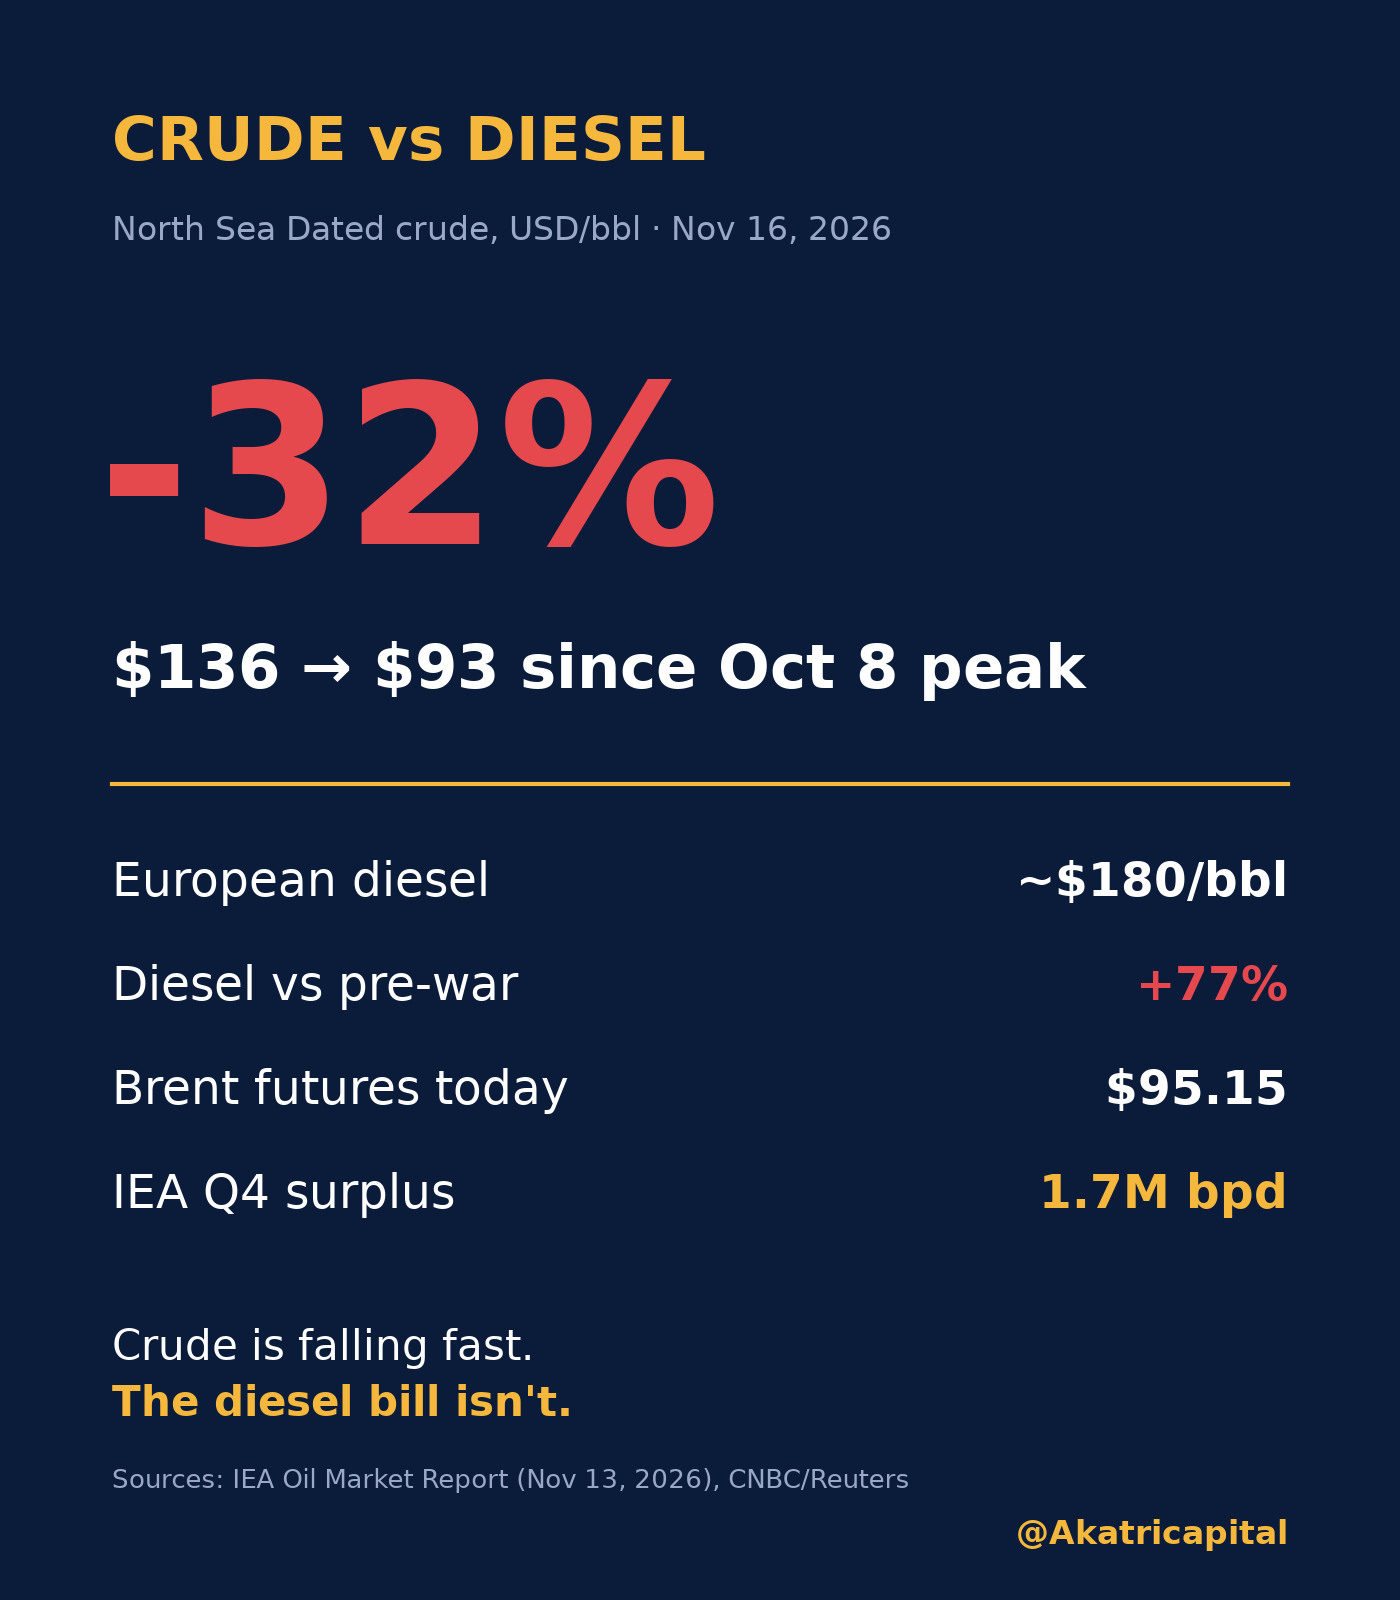 CRUDE vs DIESEL
North Sea Dated crude, USD/bbl · Nov 16, 2026
-32%
$136 → $93 since Oct 8 peak
European diesel ~$180/bbl
Diesel vs pre-war +77%
Brent futures today $95.15
IEA Q4 surplus 1.7M bpd
Crude is falling fast.
The diesel bill isn't.
Sources: IEA Oil Market Report (Nov 13, 2026), CNBC/Reuters
@Akatricapital